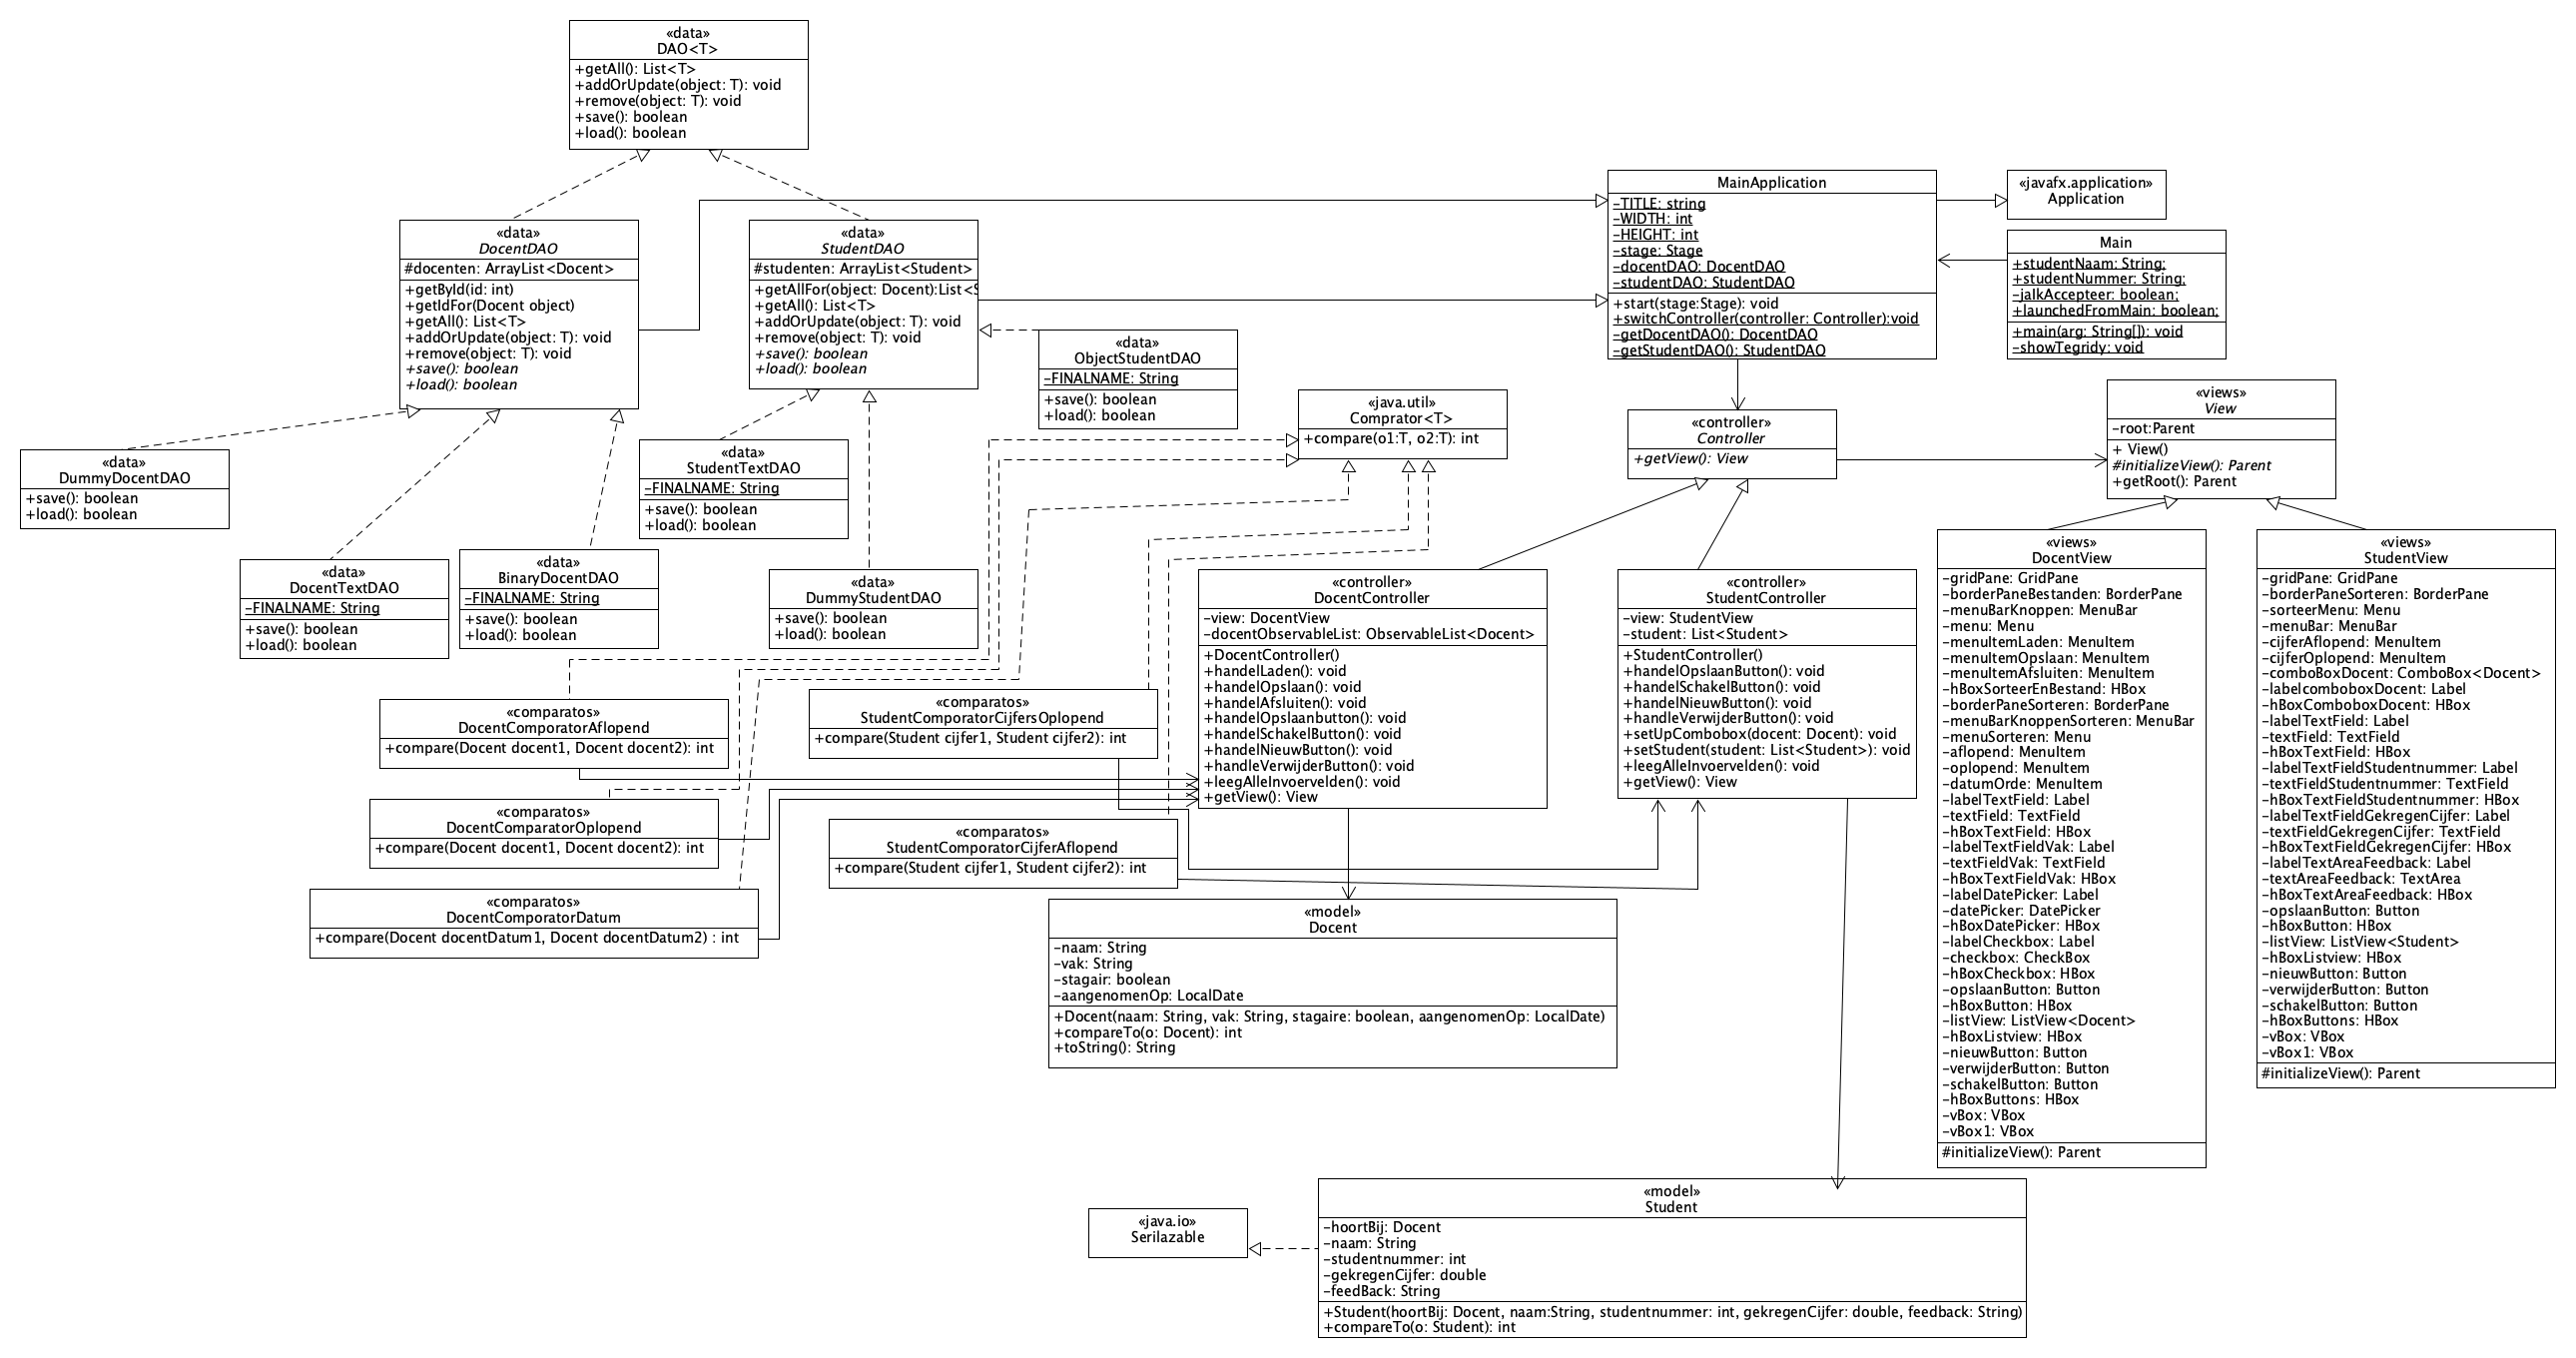 «data»
DAO<T>
+getAll(): List<T>
+addOrUpdate(object: T): void
+remove(object: T): void
+save(): boolean
+load(): boolean
«data»
DocentDAO
#docenten: ArrayList<Docent>
+getById(id: int)
+getIdFor(Docent object)
+getAll(): List<T>
+addOrUpdate(object: T): void
+remove(object: T): void
+save(): boolean
+load(): boolean
«data»
StudentDAO
#studenten: ArrayList<Student>
+getAllFor(object: Docent):List<S
+getAll(): List<T>
+addOrUpdate(object: T): void
+remove(object: T): void
+save(): boolean
+load(): boolean
MainApplication
-TITLE: string
-WIDTH: int
-HEIGHT: int
-stage: Stage
-docentDAO: DocentDAO
-studentDAO: StudentDAO
+start(stage:Stage): void
+switchController(controller: Controller):void
-getDocentDAO(): DocentDAO
-getStudentDAO(): StudentDAO
«javafx.application»
Application
Main
+studentNaam: String;
+studentNummer: String;
-jaIkAccepteer: boolean;
+launchedFromMain: boolean;
+main(arg: String[]): void
-showTegridy: void
«data»
ObjectStudentDAO
-FINALNAME: String
+save(): boolean
+load(): boolean
«java.util»
Comprator<T>
+compare(o1:T, o2:T): int
«controller»
Controller
+getView(): View
«views»
View
-root:Parent
+ View()
#initializeView(): Parent
+getRoot(): Parent
«data»
DummyDocentDAO
+save(): boolean
+load(): boolean
«data»
StudentTextDAO
-FINALNAME: String
+save(): boolean
+load(): boolean
«data»
DocentTextDAO
-FINALNAME: String
+save(): boolean
+load(): boolean
«data»
BinaryDocentDAO
-FINALNAME: String
+save(): boolean
+load(): boolean
«data»
DummyStudentDAO
+save(): boolean
+load(): boolean
«controller»
DocentController
-view: DocentView
-docentObservableList: ObservableList<Docent>
+DocentController()
+handelLaden(): void
+handelOpslaan(): void
+handelAfsluiten(): void
+handelOpslaanbutton(): void
+handelSchakelButton(): void
+handelNieuwButton(): void
+handleVerwijderButton(): void
+leegAlleInvoervelden(): void
+getView(): View
«controller»
StudentController
-view: StudentView
-student: List<Student>
+StudentController()
+handelOpslaanButton(): void
+handelSchakelButton(): void
+handelNieuwButton(): void
+handleVerwijderButton(): void
+setUpCombobox(docent: Docent): void
+setStudent(student: List<Student>): void
+leegAlleInvoervelden(): void
+getView(): View
«views»
DocentView
-gridPane: GridPane
-borderPaneBestanden: BorderPane
-menuBarKnoppen: MenuBar
-menu: Menu
-menuItemLaden: MenuItem
-menuItemOpslaan: MenuItem
-menuItemAfsluiten: MenuItem
-hBoxSorteerEnBestand: HBox
-borderPaneSorteren: BorderPane
-menuBarKnoppenSorteren: MenuBar
-menuSorteren: Menu
-aflopend: MenuItem
-oplopend: MenuItem
-datumOrde: MenuItem
-labelTextField: Label
-textField: TextField
-hBoxTextField: HBox
-labelTextFieldVak: Label
-textFieldVak: TextField
-hBoxTextFieldVak: HBox
-labelDatePicker: Label
-datePicker: DatePicker
-hBoxDatePicker: HBox
-labelCheckbox: Label
-checkbox: CheckBox
-hBoxCheckbox: HBox
-opslaanButton: Button
-hBoxButton: HBox
-listView: ListView<Docent>
-hBoxListview: HBox
-nieuwButton: Button
-verwijderButton: Button
-schakelButton: Button
-hBoxButtons: HBox
-vBox: VBox
-vBox1: VBox
#initializeView(): Parent
«views»
StudentView
-gridPane: GridPane
-borderPaneSorteren: BorderPane
-sorteerMenu: Menu
-menuBar: MenuBar
-cijferAflopend: MenuItem
-cijferOplopend: MenuItem
-comboBoxDocent: ComboBox<Docent>
-labelcomboboxDocent: Label
-hBoxComboboxDocent: HBox
-labelTextField: Label
-textField: TextField
-hBoxTextField: HBox
-labelTextFieldStudentnummer: Label
-textFieldStudentnummer: TextField
-hBoxTextFieldStudentnummer: HBox
-labelTextFieldGekregenCijfer: Label
-textFieldGekregenCijfer: TextField
-hBoxTextFieldGekregenCijfer: HBox
-labelTextAreaFeedback: Label
-textAreaFeedback: TextArea
-hBoxTextAreaFeedback: HBox
-opslaanButton: Button
-hBoxButton: HBox
-listView: ListView<Student>
-hBoxListview: HBox
-nieuwButton: Button
-verwijderButton: Button
-schakelButton: Button
-hBoxButtons: HBox
-vBox: VBox
-vBox1: VBox
#initializeView(): Parent
«comparatos»
DocentComporatorAflopend
+compare(Docent docent1, Docent docent2): int
«comparatos»
StudentComporatorCijfersOplopend
+compare(Student cijfer1, Student cijfer2): int
«comparatos»
DocentComparatorOplopend
+compare(Docent docent1, Docent docent2): int
«comparatos»
StudentComporatorCijferAflopend
+compare(Student cijfer1, Student cijfer2): int
«comparatos»
DocentComporatorDatum
+compare(Docent docentDatum1, Docent docentDatum2) : int
«model»
Docent
-naam: String
-vak: String
-stagair: boolean
-aangenomenOp: LocalDate
+Docent(naam: String, vak: String, stagaire: boolean, aangenomenOp: LocalDate)
+compareTo(o: Docent): int
+toString(): String
«java.io»
Serilazable
«model»
Student
-hoortBij: Docent
-naam: String
-studentnummer: int
-gekregenCijfer: double
-feedBack: String
+Student(hoortBij: Docent, naam:String, studentnummer: int, gekregenCijfer: double, feedback: String)
+compareTo(o: Student): int